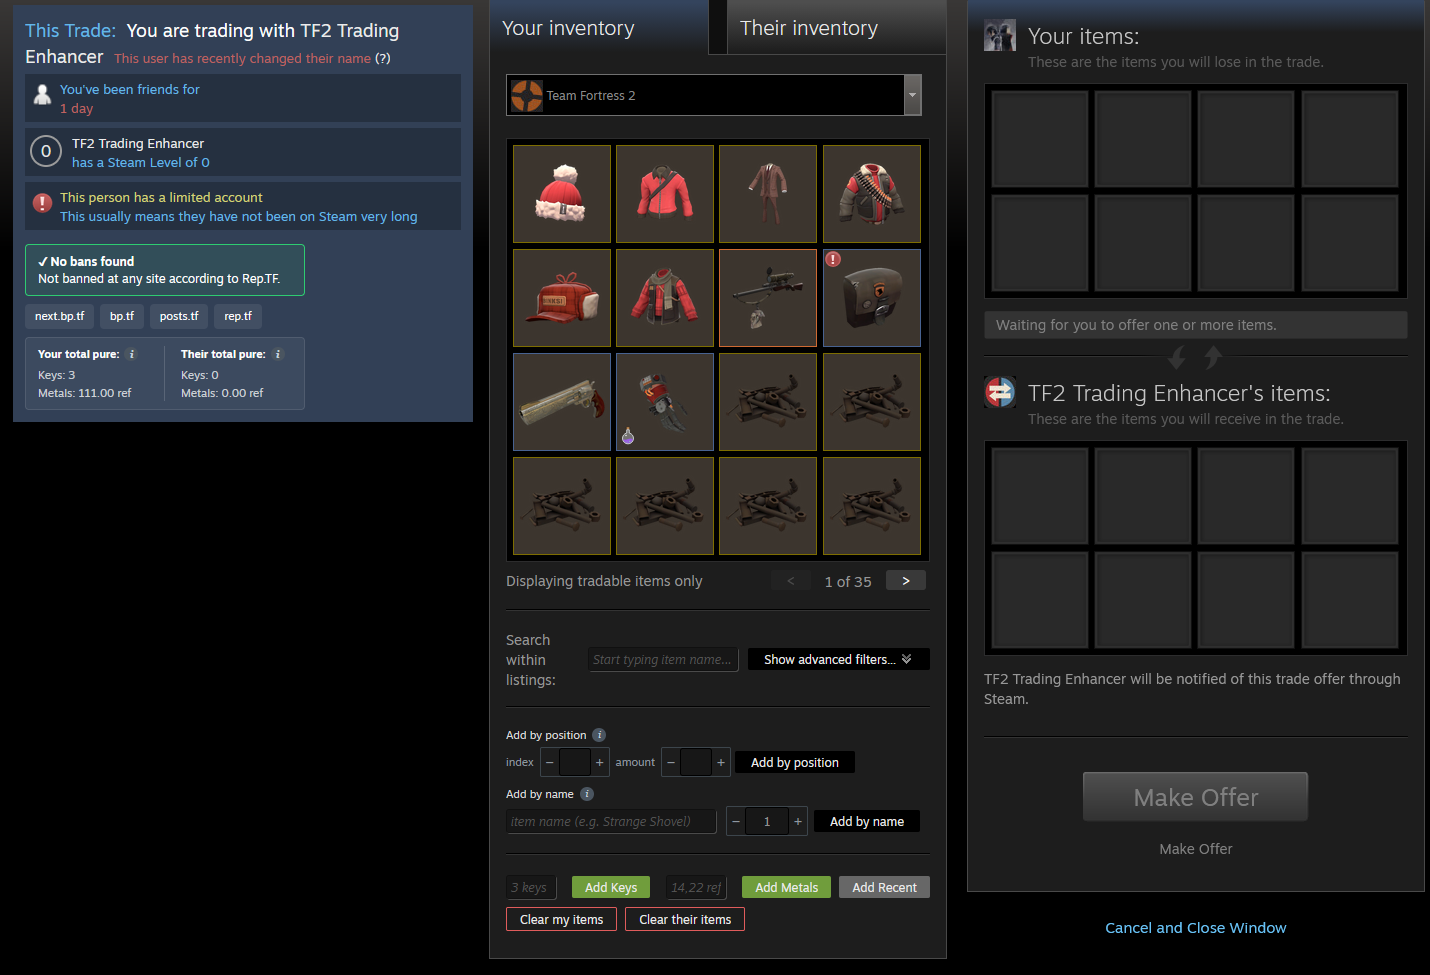 This Trade: You are trading with TF2 Trading
Enhancer This user has recently changed their name (?)
You've been friends for
1 day
0
TF2 Trading Enhancer
has a Steam Level of 0
This person has a limited account
This usually means they have not been on Steam very long
✓ No bans found
Not banned at any site according to Rep.TF.
next.bp.tf
bp.tf
posts.tf
rep.tf
Your total pure: i
Keys: 3
Metals: 111.00 ref
Their total pure: i
Keys: 0
Metals: 0.00 ref
Your inventory
Their inventory
Team Fortress 2
Displaying tradable items only
<
1 of 35
>
Search
within
listings:
Start typing item name...
Show advanced filters...
Add by position i
index
−
+
amount
−
+
Add by position
Add by name i
item name (e.g. Strange Shovel)
−
1
+
Add by name
3 keys
Add Keys
14,22 ref
Add Metals
Add Recent
Clear my items
Clear their items
Your items:
These are the items you will lose in the trade.
Waiting for you to offer one or more items.
TF2 Trading Enhancer's items:
These are the items you will receive in the trade.
TF2 Trading Enhancer will be notified of this trade offer through
Steam.
Make Offer
Make Offer
Cancel and Close Window